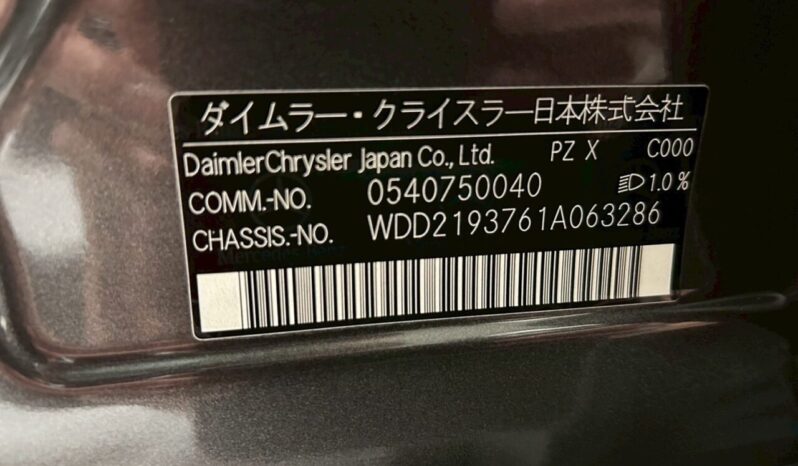 ダイムラー・クライスラー日本株式会社
DaimlerChrysler Japan Co., Ltd. PZ X C000
COMM.-NO. 0540750040 1.0 %
CHASSIS.-NO. WDD2193761A063286